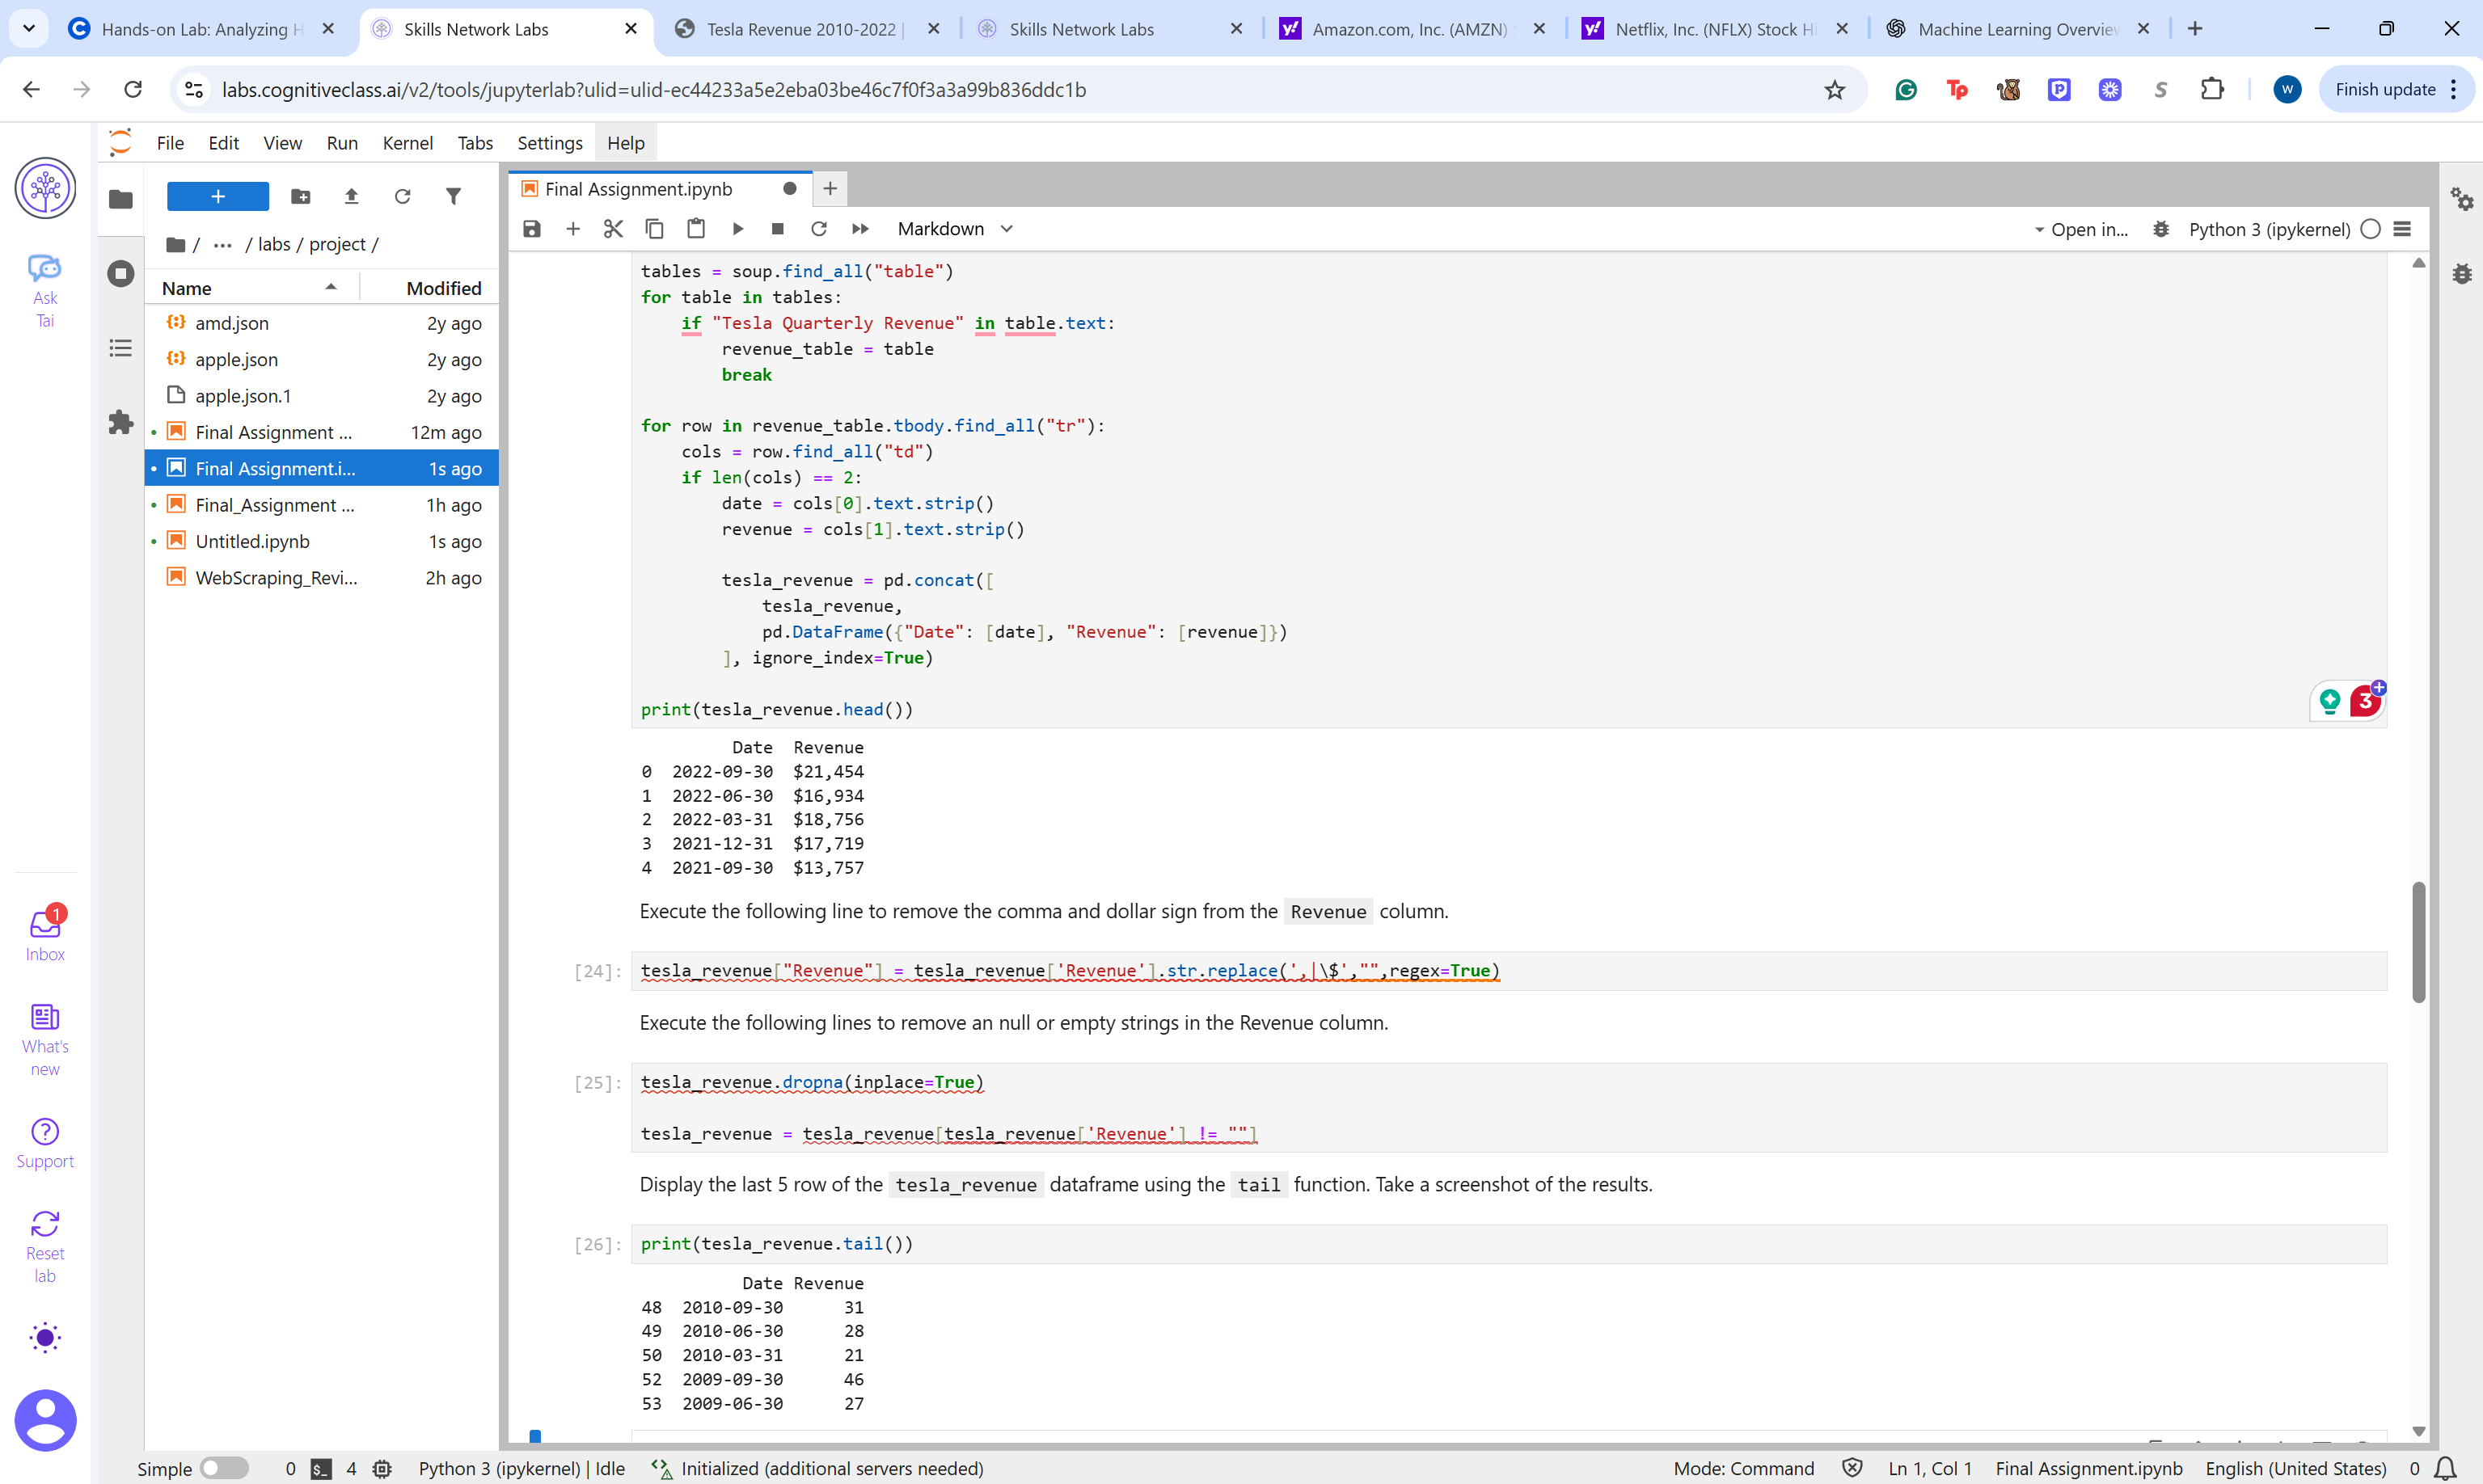 Hands-on Lab: Analyzing H
Skills Network Labs
Tesla Revenue 2010-2022 |
Skills Network Labs
Amazon.com, Inc. (AMZN) S
Netflix, Inc. (NFLX) Stock Hi
Machine Learning Overview
labs.cognitiveclass.ai/v2/tools/jupyterlab?ulid=ulid-ec44233a5e2eba03be46c7f0f3a3a99b836ddc1b
W
Finish update
File Edit View Run Kernel Tabs Settings Help
Ask
Tai
Inbox
1
What's
new
Support
Reset
lab
/ ... / labs / project /
Name Modified
amd.json 2y ago
apple.json 2y ago
apple.json.1 2y ago
Final Assignment ... 12m ago
Final Assignment.i... 1s ago
Final_Assignment ... 1h ago
Untitled.ipynb 1s ago
WebScraping_Revi... 2h ago
Final Assignment.ipynb
Markdown
Open in...
Python 3 (ipykernel)
tables = soup.find_all("table")
for table in tables:
if "Tesla Quarterly Revenue" in table.text:
revenue_table = table
break
for row in revenue_table.tbody.find_all("tr"):
cols = row.find_all("td")
if len(cols) == 2:
date = cols[0].text.strip()
revenue = cols[1].text.strip()
tesla_revenue = pd.concat([
tesla_revenue,
pd.DataFrame({"Date": [date], "Revenue": [revenue]})
], ignore_index=True)
print(tesla_revenue.head())
3
Date Revenue
0 2022-09-30 $21,454
1 2022-06-30 $16,934
2 2022-03-31 $18,756
3 2021-12-31 $17,719
4 2021-09-30 $13,757
Execute the following line to remove the comma and dollar sign from the Revenue column.
[24]: tesla_revenue["Revenue"] = tesla_revenue['Revenue'].str.replace(',|\$',"",regex=True)
Execute the following lines to remove an null or empty strings in the Revenue column.
[25]: tesla_revenue.dropna(inplace=True)
tesla_revenue = tesla_revenue[tesla_revenue['Revenue'] != ""]
Display the last 5 row of the tesla_revenue dataframe using the tail function. Take a screenshot of the results.
[26]: print(tesla_revenue.tail())
Date Revenue
48 2010-09-30 31
49 2010-06-30 28
50 2010-03-31 21
52 2009-09-30 46
53 2009-06-30 27
Simple 0 $_ 4 Python 3 (ipykernel) | Idle Initialized (additional servers needed)
Mode: Command Ln 1, Col 1 Final Assignment.ipynb English (United States) 0